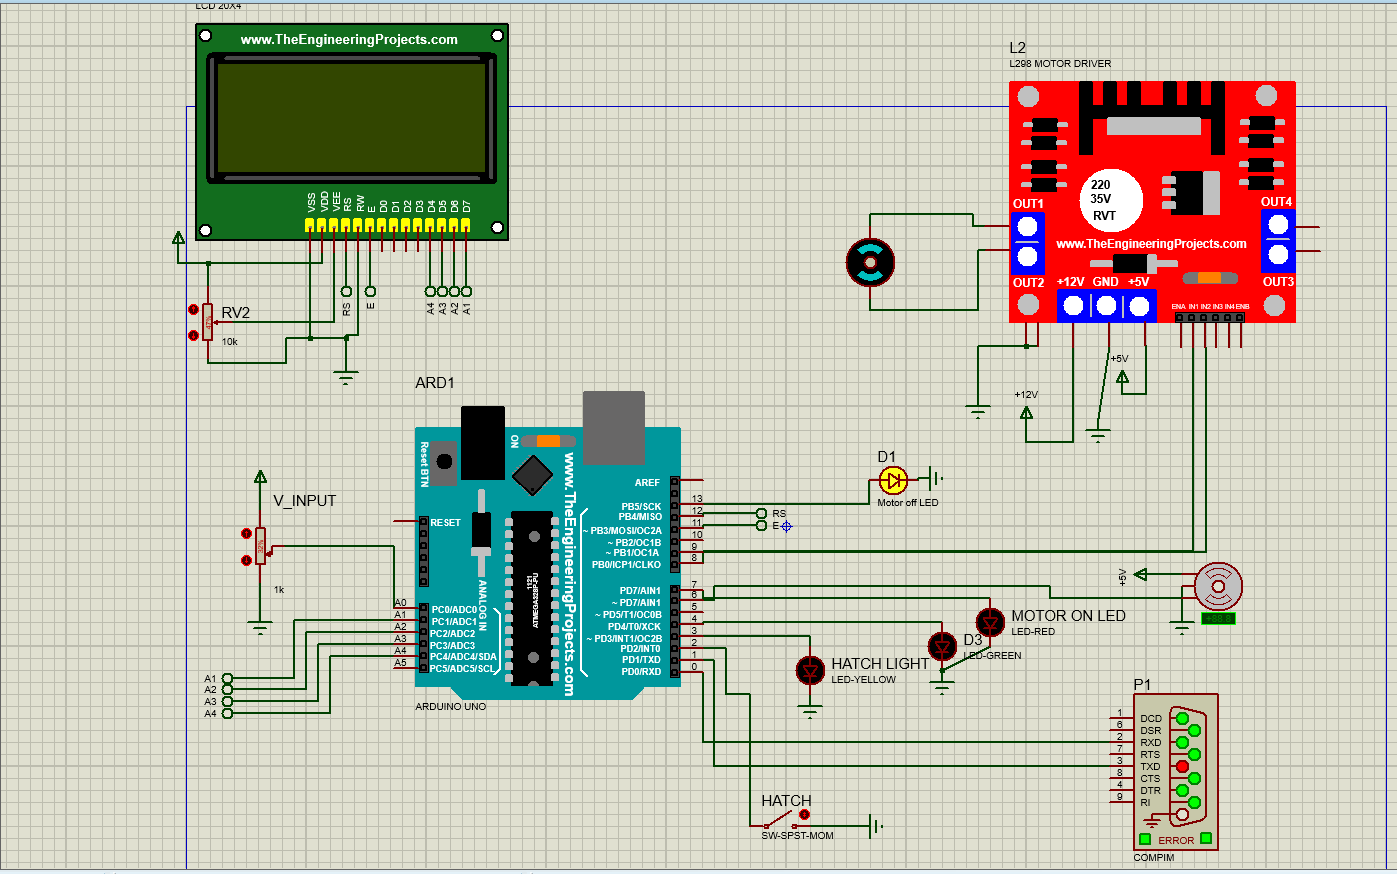 LCD 20X4
www.TheEngineeringProjects.com
VSS
VDD
VEE
RS
RW
E
D0
D1
D2
D3
D4
D5
D6
D7
RS
E
A4
A3
A2
A1
RV2
10k
L2
L298 MOTOR DRIVER
220
35V
RVT
OUT1
OUT4
www.TheEngineeringProjects.com
OUT2
+12V
GND
+5V
OUT3
ENA IN1 IN2 IN3 IN4 ENB
+5V
+12V
ARD1
Reset BTN
ON
www.TheEngineeringProjects.com
AREF
RESET
1121
ATMEGA328P-PU
ANALOG IN
PB5/SCK
13
PB4/MISO
12
~ PB3/MOSI/OC2A
11
~ PB2/OC1B
10
~ PB1/OC1A
9
PB0/ICP1/CLKO
8
PD7/AIN1
7
~ PD7/AIN1
6
~ PD5/T1/OC0B
5
PD4/T0/XCK
4
~ PD3/INT1/OC2B
3
PD2/INT0
2
PD1/TXD
1
PD0/RXD
0
A0
PC0/ADC0
A1
PC1/ADC1
A2
PC2/ADC2
A3
PC3/ADC3
A4
PC4/ADC4/SDA
A5
PC5/ADC5/SCL
ARDUINO UNO
V_INPUT
1k
A1
A2
A3
A4
D1
Motor off LED
RS
E
+5V
MOTOR ON LED
LED-RED
D3
LED-GREEN
HATCH LIGHT
LED-YELLOW
HATCH
SW-SPST-MOM
P1
1
DCD
6
DSR
2
RXD
7
RTS
3
TXD
8
CTS
4
DTR
9
RI
ERROR
COMPIM